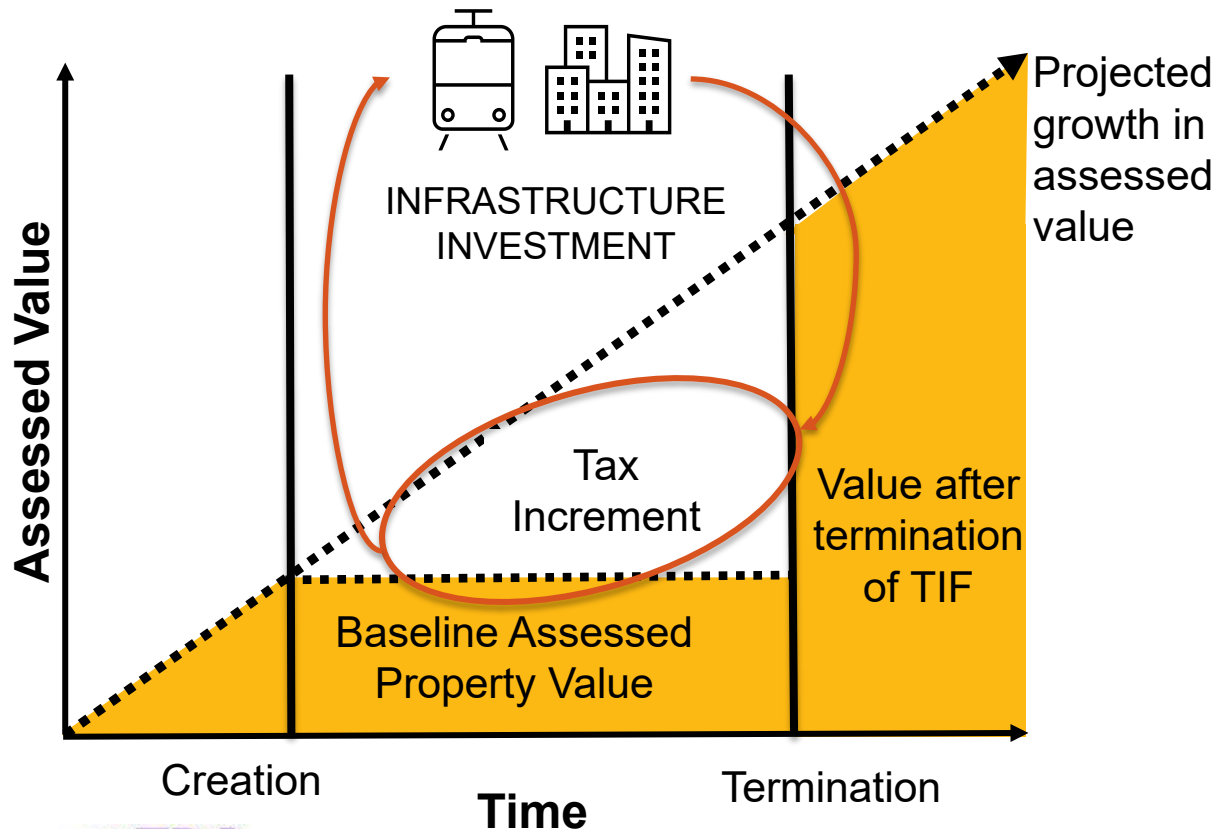 Projected
growth in
assessed
value
INFRASTRUCTURE
INVESTMENT
Assessed Value
Tax
Increment
Value after
termination
of TIF
Baseline Assessed
Property Value
Creation
Termination
Time